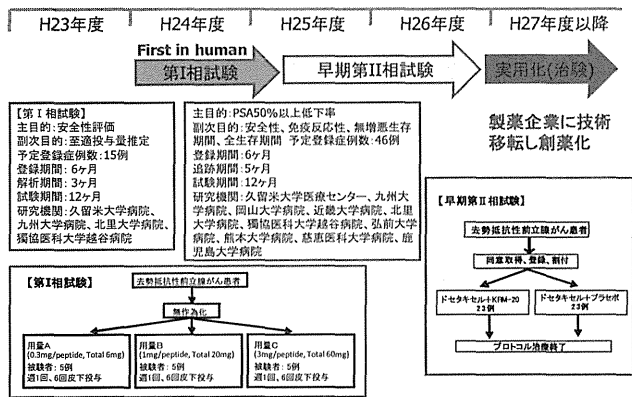 H23年度 H24年度 H25年度 H26年度 H27年度以降
First in human
第Ⅰ相試験 早期第Ⅱ相試験 実用化(治験)
【第Ⅰ相試験】
主目的:安全性評価
副次目的:至適投与量推定
予定登録症例数:15例
登録期間: 6ヶ月
解析期間: 3ヶ月
試験期間:12ヶ月
研究機関:久留米大学病院、
九州大学病院、北里大学病院、
獨協医科大学越谷病院
主目的:PSA50%以上低下率
副次目的:安全性、免疫反応性、無増悪生存
期間、全生存期間 予定登録症例数:46例
登録期間:6ヶ月
追跡期間:5ヶ月
試験期間:12ヶ月
研究機関:久留米大学医療センター、九州大
学病院、岡山大学病院、近畿大学病院、北里
大学病院、獨協医科大学越谷病院、弘前大学
病院、熊本大学病院、慈恵医科大学病院、鹿
児島大学病院
製薬企業に技術
移転し創薬化
【第Ⅰ相試験】
去勢抵抗性前立腺がん患者
無作為化
用量A
(0.3mg/peptide, Total 6mg)
被験者: 5例
週1回、6回皮下投与
用量B
(1mg/peptide, Total 20mg)
被験者: 5例
週1回、6回皮下投与
用量C
(3mg/peptide, Total 60mg)
被験者: 5例
週1回、6回皮下投与
【早期第Ⅱ相試験】
去勢抵抗性前立腺がん患者
同意取得、登録、割付
ドセタキセル+KRM-20
23例
ドセタキセル+プラセボ
23例
プロトコル治療終了